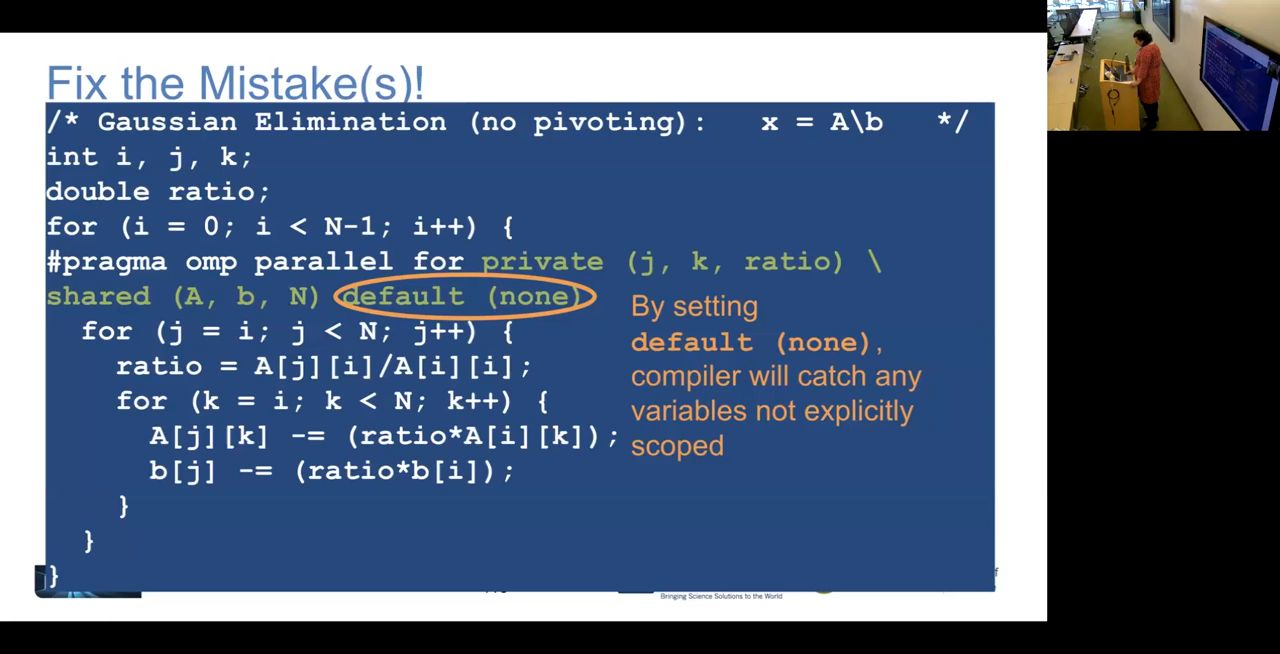 Fix the Mistake(s)!
/* Gaussian Elimination (no pivoting):   x = A\b   */
int i, j, k;
double ratio;
for (i = 0; i < N-1; i++) {
#pragma omp parallel for private (j, k, ratio) \
shared (A, b, N) default (none)
for (j = i; j < N; j++) {
ratio = A[j][i]/A[i][i];
for (k = i; k < N; k++) {
A[j][k] -= (ratio*A[i][k]);
b[j] -= (ratio*b[i]);
}
}
}
By setting
default (none),
compiler will catch any
variables not explicitly
scoped
Bringing Science Solutions to the World